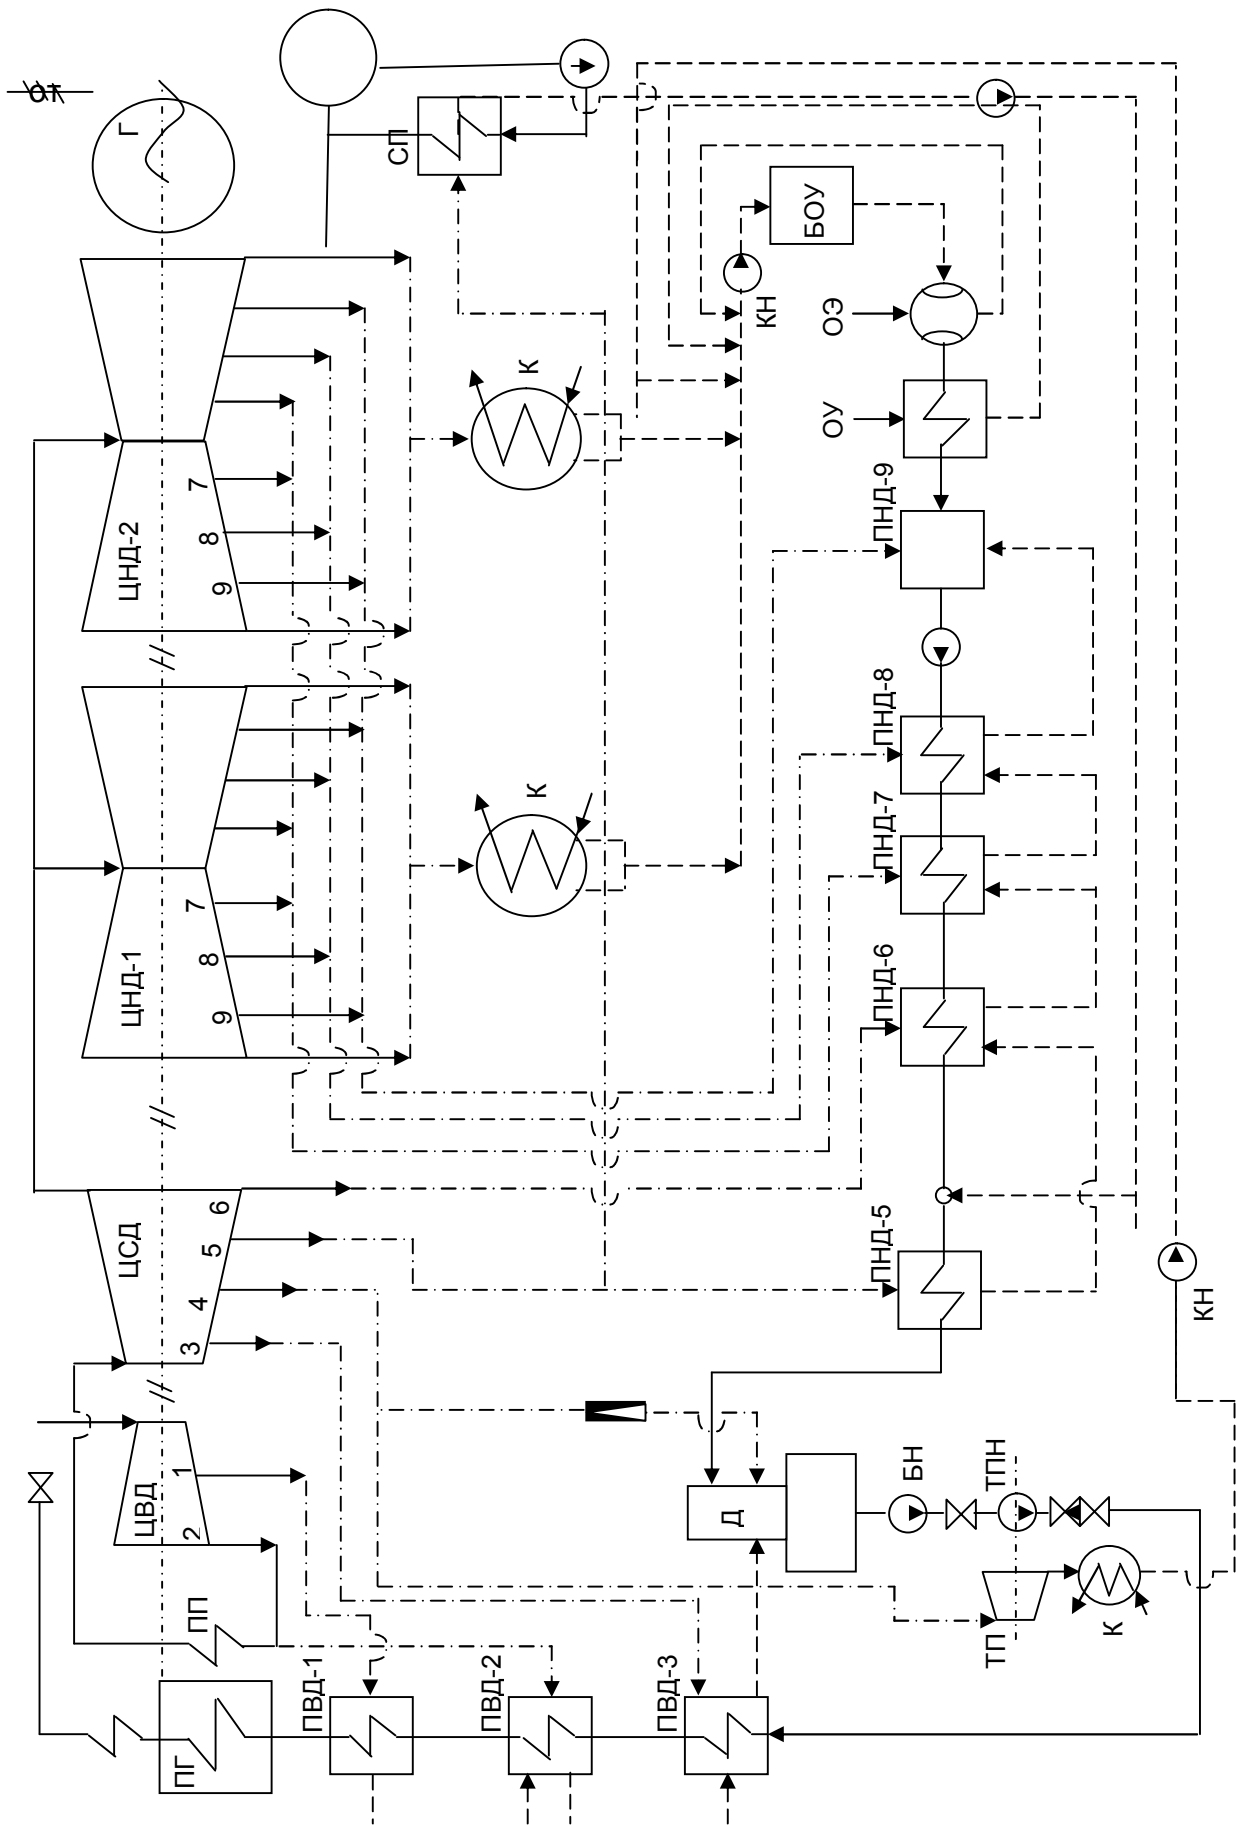 от
Г
СП
БОУ
КН
ОЭ
К
ОУ
ПНД-9
7
8
9
ЦНД-2
ПНД-8
ПНД-7
К
7
8
9
ЦНД-1
ПНД-6
ЦСД
6
5
4
3
ПНД-5
КН
ЦВД
1
2
Д
БН
ТПН
ПП
ТП
К
ПГ
ПВД-1
ПВД-2
ПВД-3